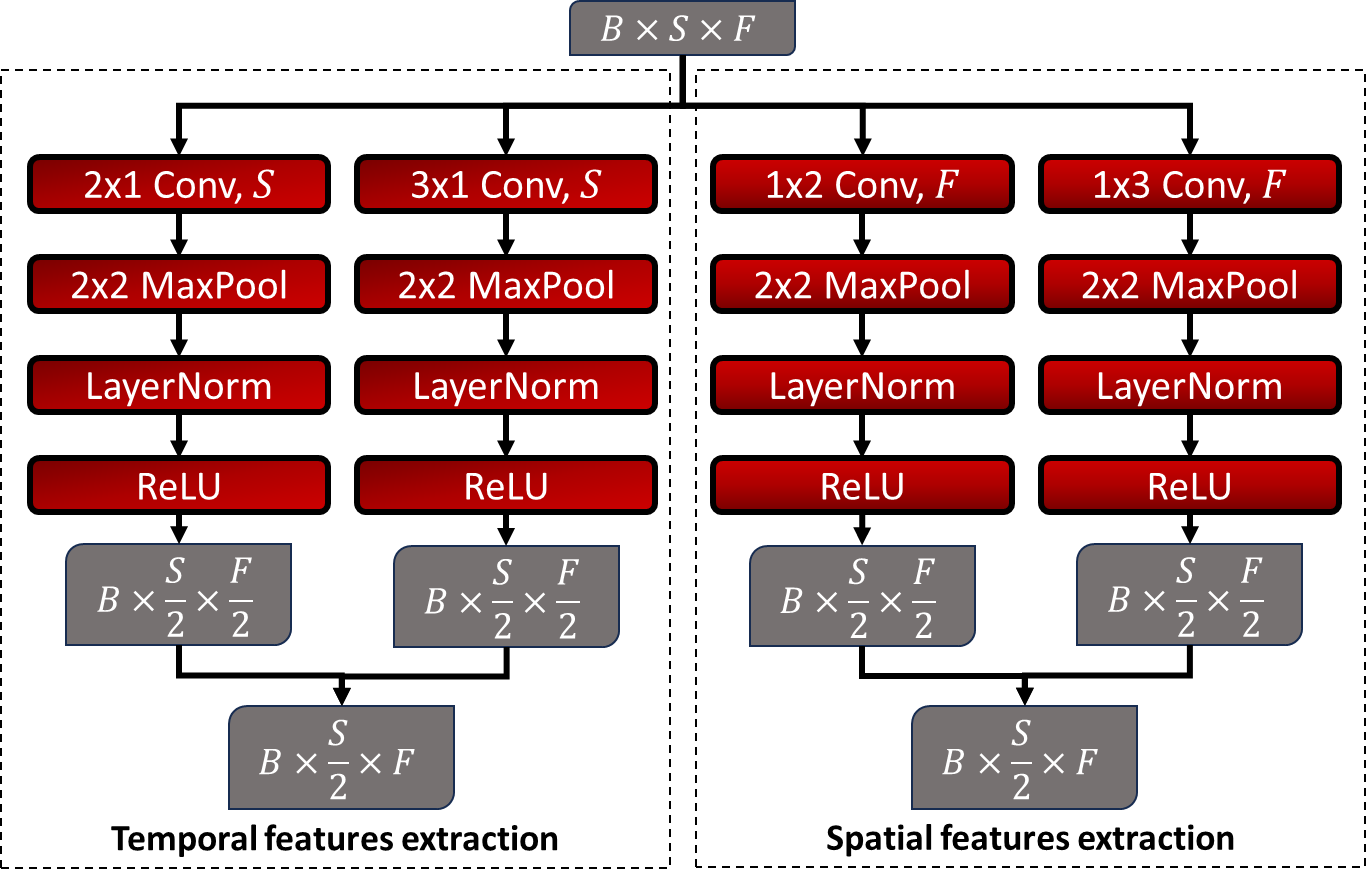 B × S × F
2x1 Conv, S
3x1 Conv, S
1x2 Conv, F
1x3 Conv, F
2x2 MaxPool
2x2 MaxPool
2x2 MaxPool
2x2 MaxPool
LayerNorm
LayerNorm
LayerNorm
LayerNorm
ReLU
ReLU
ReLU
ReLU
B × S/2 × F/2
B × S/2 × F/2
B × S/2 × F/2
B × S/2 × F/2
B × S/2 × F
B × S/2 × F
Temporal features extraction
Spatial features extraction